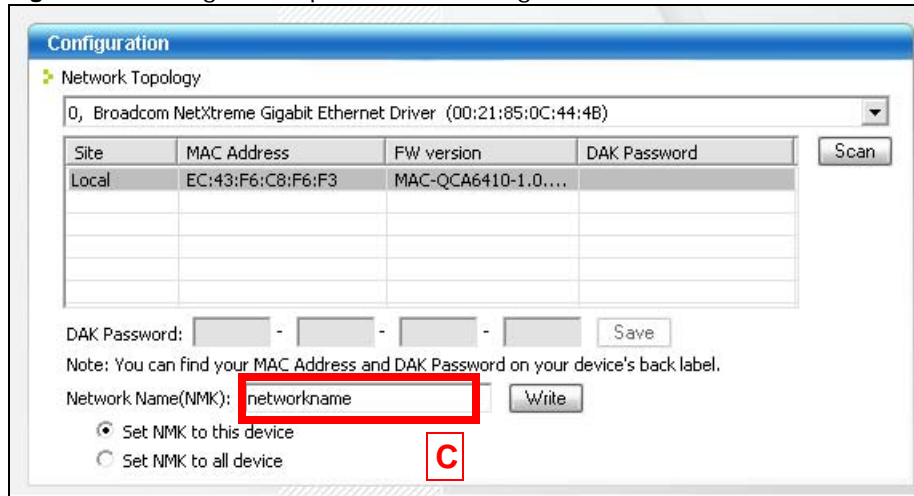 Configuration
Network Topology
0, Broadcom NetXtreme Gigabit Ethernet Driver (00:21:85:0C:44:4B)
Site MAC Address FW version DAK Password Scan
Local EC:43:F6:C8:F6:F3 MAC-QCA6410-1.0....
DAK Password: - - - Save
Note: You can find your MAC Address and DAK Password on your device's back label.
Network Name(NMK): networkname Write
Set NMK to this device
Set NMK to all device
C